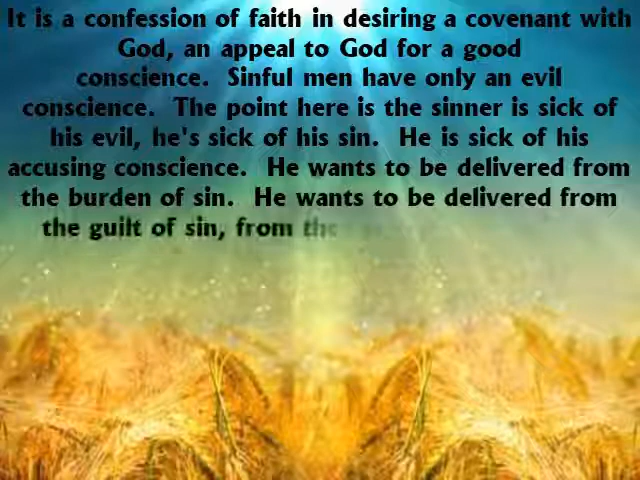 It is a confession of faith in desiring a covenant with
God, an appeal to God for a good
conscience.  Sinful men have only an evil
conscience.  The point here is the sinner is sick of
his evil, he's sick of his sin.  He is sick of his
accusing conscience.  He wants to be delivered from
the burden of sin.  He wants to be delivered from
the guilt of sin, from the